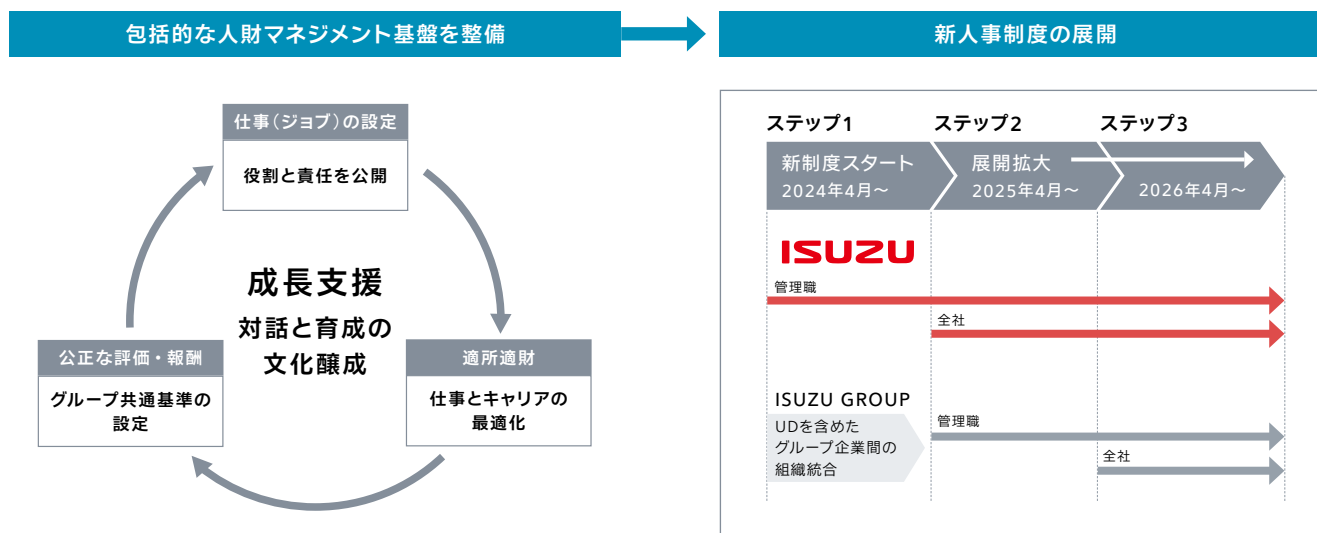 包括的な人財マネジメント基盤を整備
仕事(ジョブ)の設定
役割と責任を公開
成長支援
対話と育成の
文化醸成
公正な評価・報酬
グループ共通基準の
設定
適所適財
仕事とキャリアの
最適化
新人事制度の展開
ステップ1
ステップ2
ステップ3
新制度スタート
2024年4月～
展開拡大
2025年4月～
2026年4月～
ISUZU
管理職
全社
ISUZU GROUP
UDを含めた
グループ企業間の
組織統合
管理職
全社